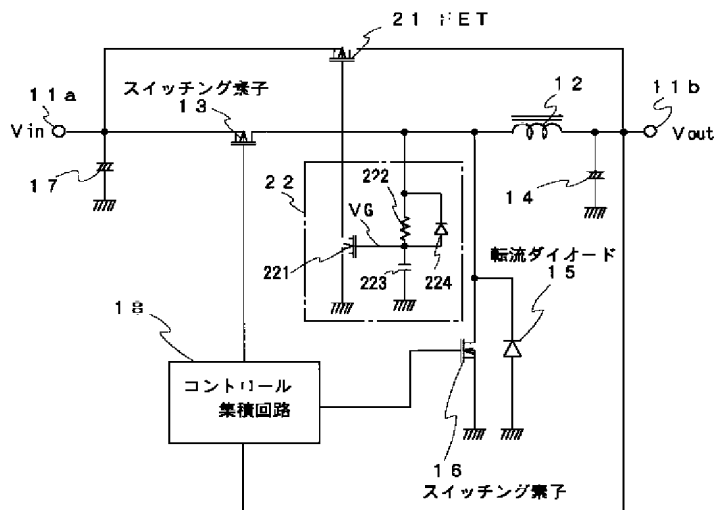 21 FET
スイッチング素子
13
11a
Vin
12
11b
Vout
17
22
222
VG
221
223
224
14
転流ダイオード
15
18
コントロール
集積回路
16
スイッチング素子